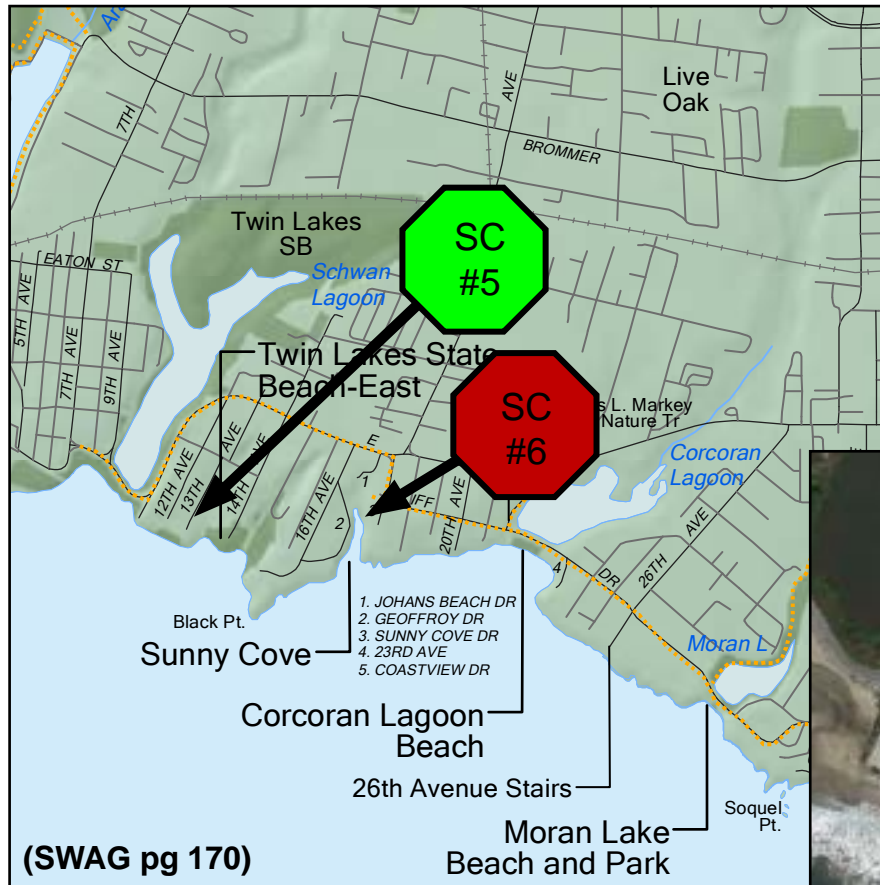 Live
Oak
7TH
AVE
BROMMER
Twin Lakes
SB
SC
#5
EATON ST
Schwan
Lagoon
5TH AVE
7TH AVE
9TH AVE
Twin Lakes State
Beach-East
SC
#6
s L. Markey
Nature Tr
Corcoran
Lagoon
12TH AVE
13TH AVE
14TH AVE
16TH AVE
E
1
2
20TH AVE
4
DR
26TH AVE
Black Pt.
Sunny Cove
1. JOHANS BEACH DR
2. GEOFFROY DR
3. SUNNY COVE DR
4. 23RD AVE
5. COASTVIEW DR
Moran L
Corcoran Lagoon
Beach
26th Avenue Stairs
Soquel
Pt.
Moran Lake
Beach and Park
(SWAG pg 170)